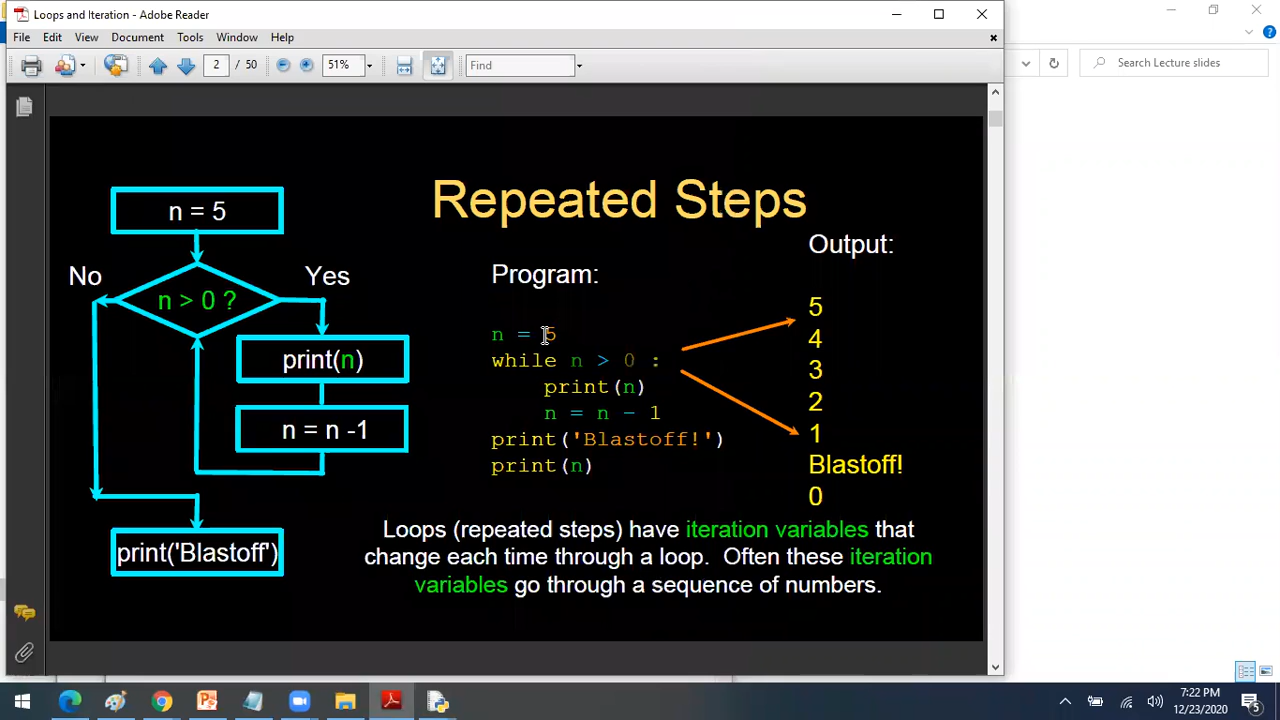 Loops and Iteration - Adobe Reader
File Edit View Document Tools Window Help
2 / 50 51% Find
Search Lecture slides
Repeated Steps
n = 5
No
Yes
n > 0 ?
print(n)
n = n -1
print('Blastoff')
Program:
n = 5
while n > 0 :
print(n)
n = n - 1
print('Blastoff!')
print(n)
Output:
5
4
3
2
1
Blastoff!
0
Loops (repeated steps) have iteration variables that
change each time through a loop. Often these iteration
variables go through a sequence of numbers.
7:22 PM
12/23/2020
5